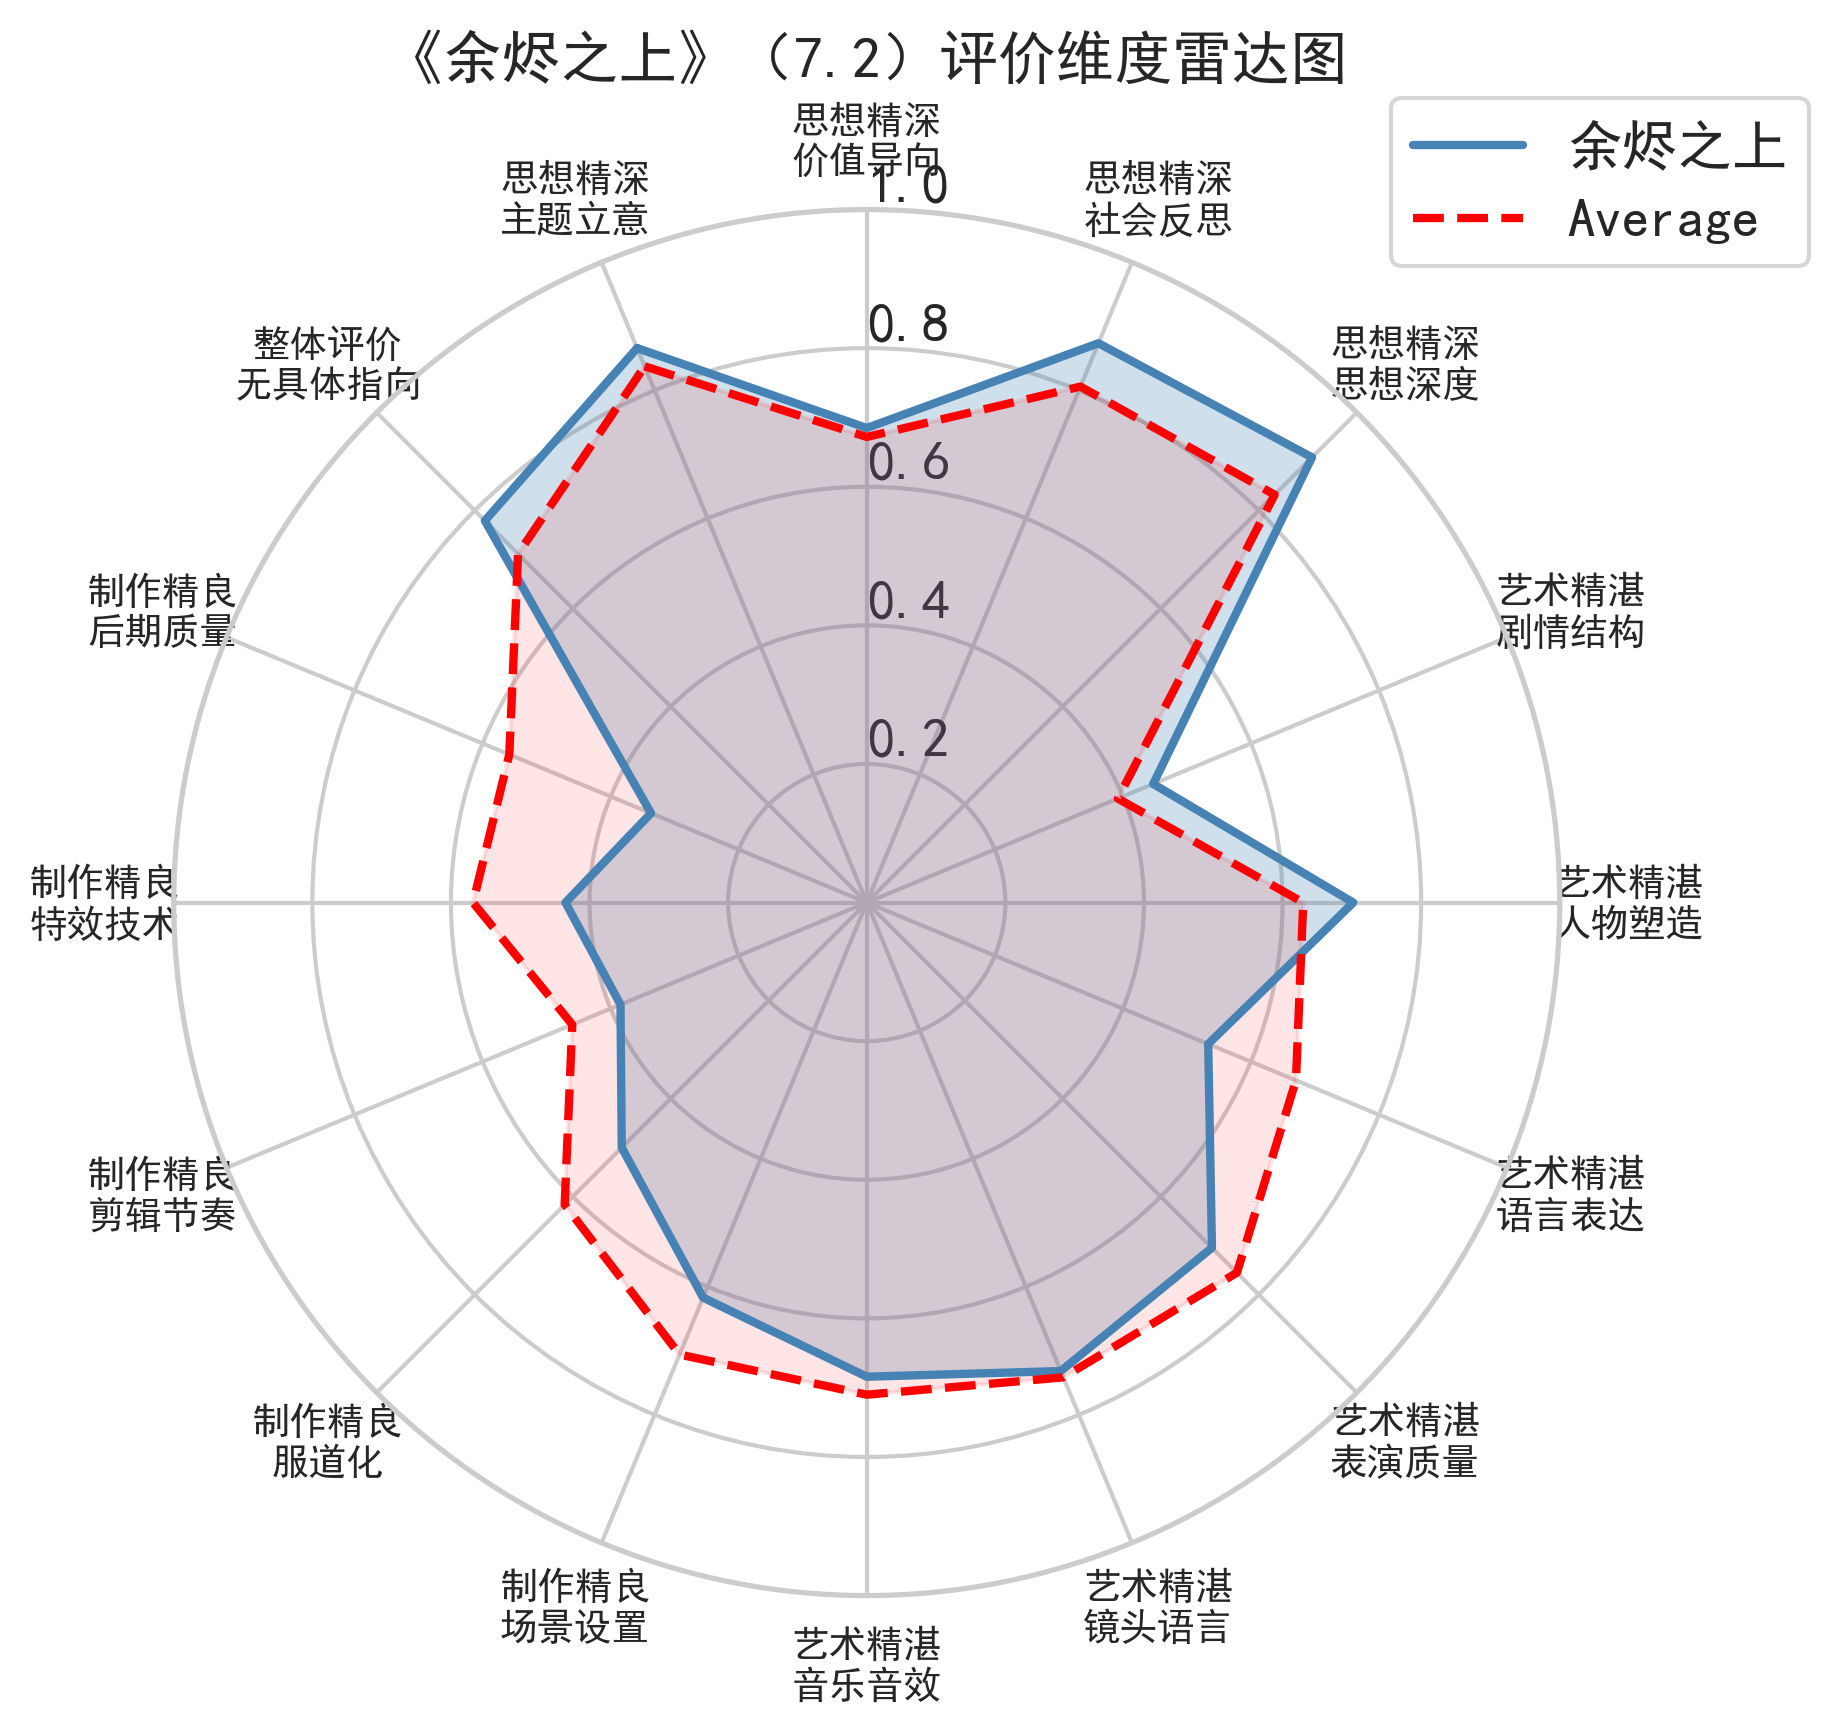 《余烬之上》（7.2）评价维度雷达图
余烬之上
Average
思想精深
价值导向
思想精深
社会反思
思想精深
思想深度
艺术精湛
剧情结构
艺术精湛
人物塑造
艺术精湛
语言表达
艺术精湛
表演质量
艺术精湛
镜头语言
艺术精湛
音乐音效
制作精良
场景设置
制作精良
服道化
制作精良
剪辑节奏
制作精良
特效技术
制作精良
后期质量
整体评价
无具体指向
思想精深
主题立意
1.0
0.8
0.6
0.4
0.2